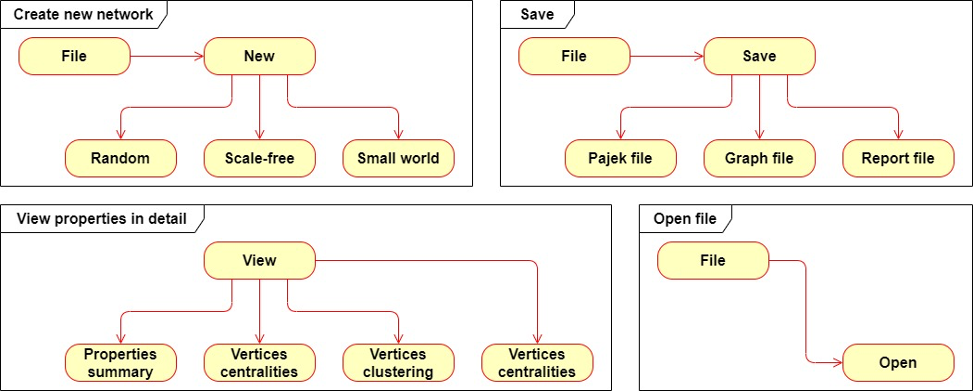 Create new network
File
New
Random
Scale-free
Small world
Save
File
Save
Pajek file
Graph file
Report file
View properties in detail
View
Properties
summary
Vertices
centralities
Vertices
clustering
Vertices
centralities
Open file
File
Open